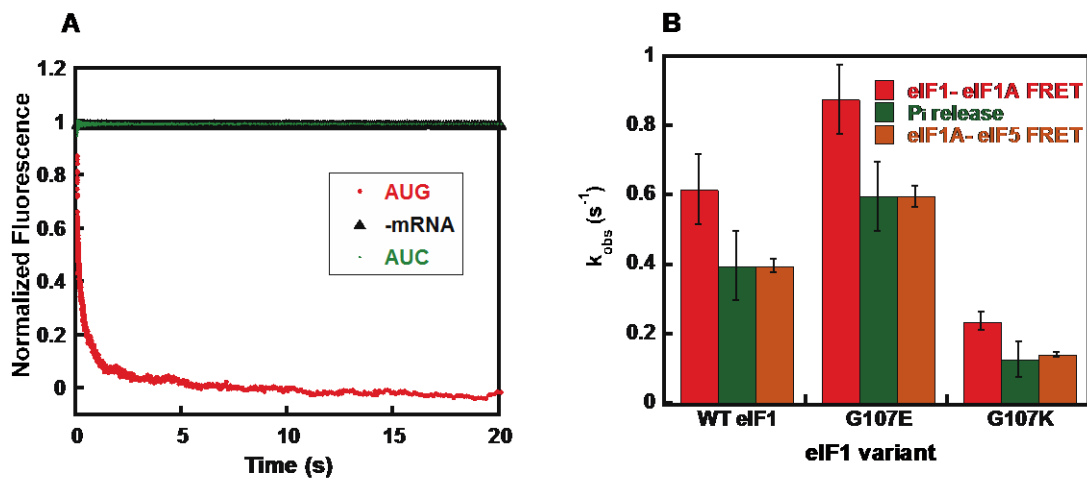 A
1.2
1
0.8
0.6
0.4
0.2
0
0
5
10
15
20
Normalized Fluorescence
Time (s)
AUG
-mRNA
AUC
B
1
0.8
0.6
0.4
0.2
0
k_obs (s⁻¹)
eIF1- eIF1A FRET
Pi release
eIF1A- eIF5 FRET
WT eIF1
G107E
G107K
eIF1 variant